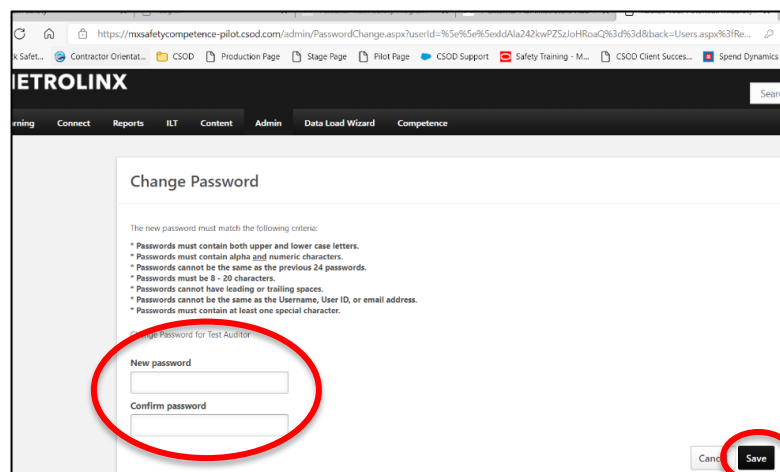 https://mxsafetycompetence-pilot.csod.com/admin/PasswordChange.aspx?userId=%5e%5e%5exIdAla242kwPZSzJoHRoaQ%3d%3d&back=Users.aspx%3fRe...
k Safet... Contractor Orientat... CSOD Production Page Stage Page Pilot Page CSOD Support Safety Training - M... CSOD Client Succes... Spend Dynamics
IETROLINX
Sear
rning Connect Reports ILT Content Admin Data Load Wizard Competence
Change Password
The new password must match the following criteria:
* Passwords must contain both upper and lower case letters.
* Passwords must contain alpha and numeric characters.
* Passwords cannot be the same as the previous 24 passwords.
* Passwords must be 8 - 20 characters.
* Passwords cannot have leading or trailing spaces.
* Passwords cannot be the same as the Username, User ID, or email address.
* Passwords must contain at least one special character.
Change Password for Test Auditor
New password
Confirm password
Canc Save